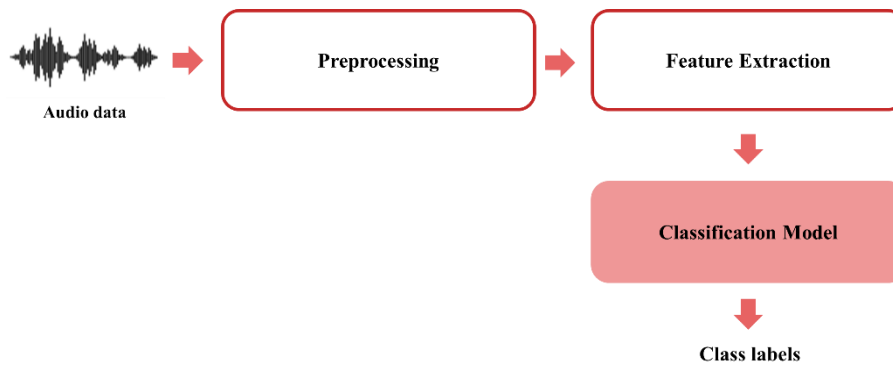 Preprocessing
Feature Extraction
Audio data
Classification Model
Class labels